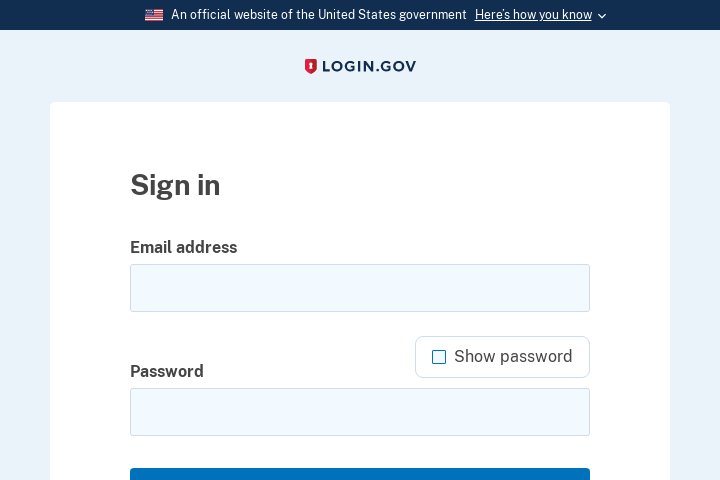 An official website of the United States government Here's how you know
LOGIN.GOV
Sign in
Email address
Show password
Password